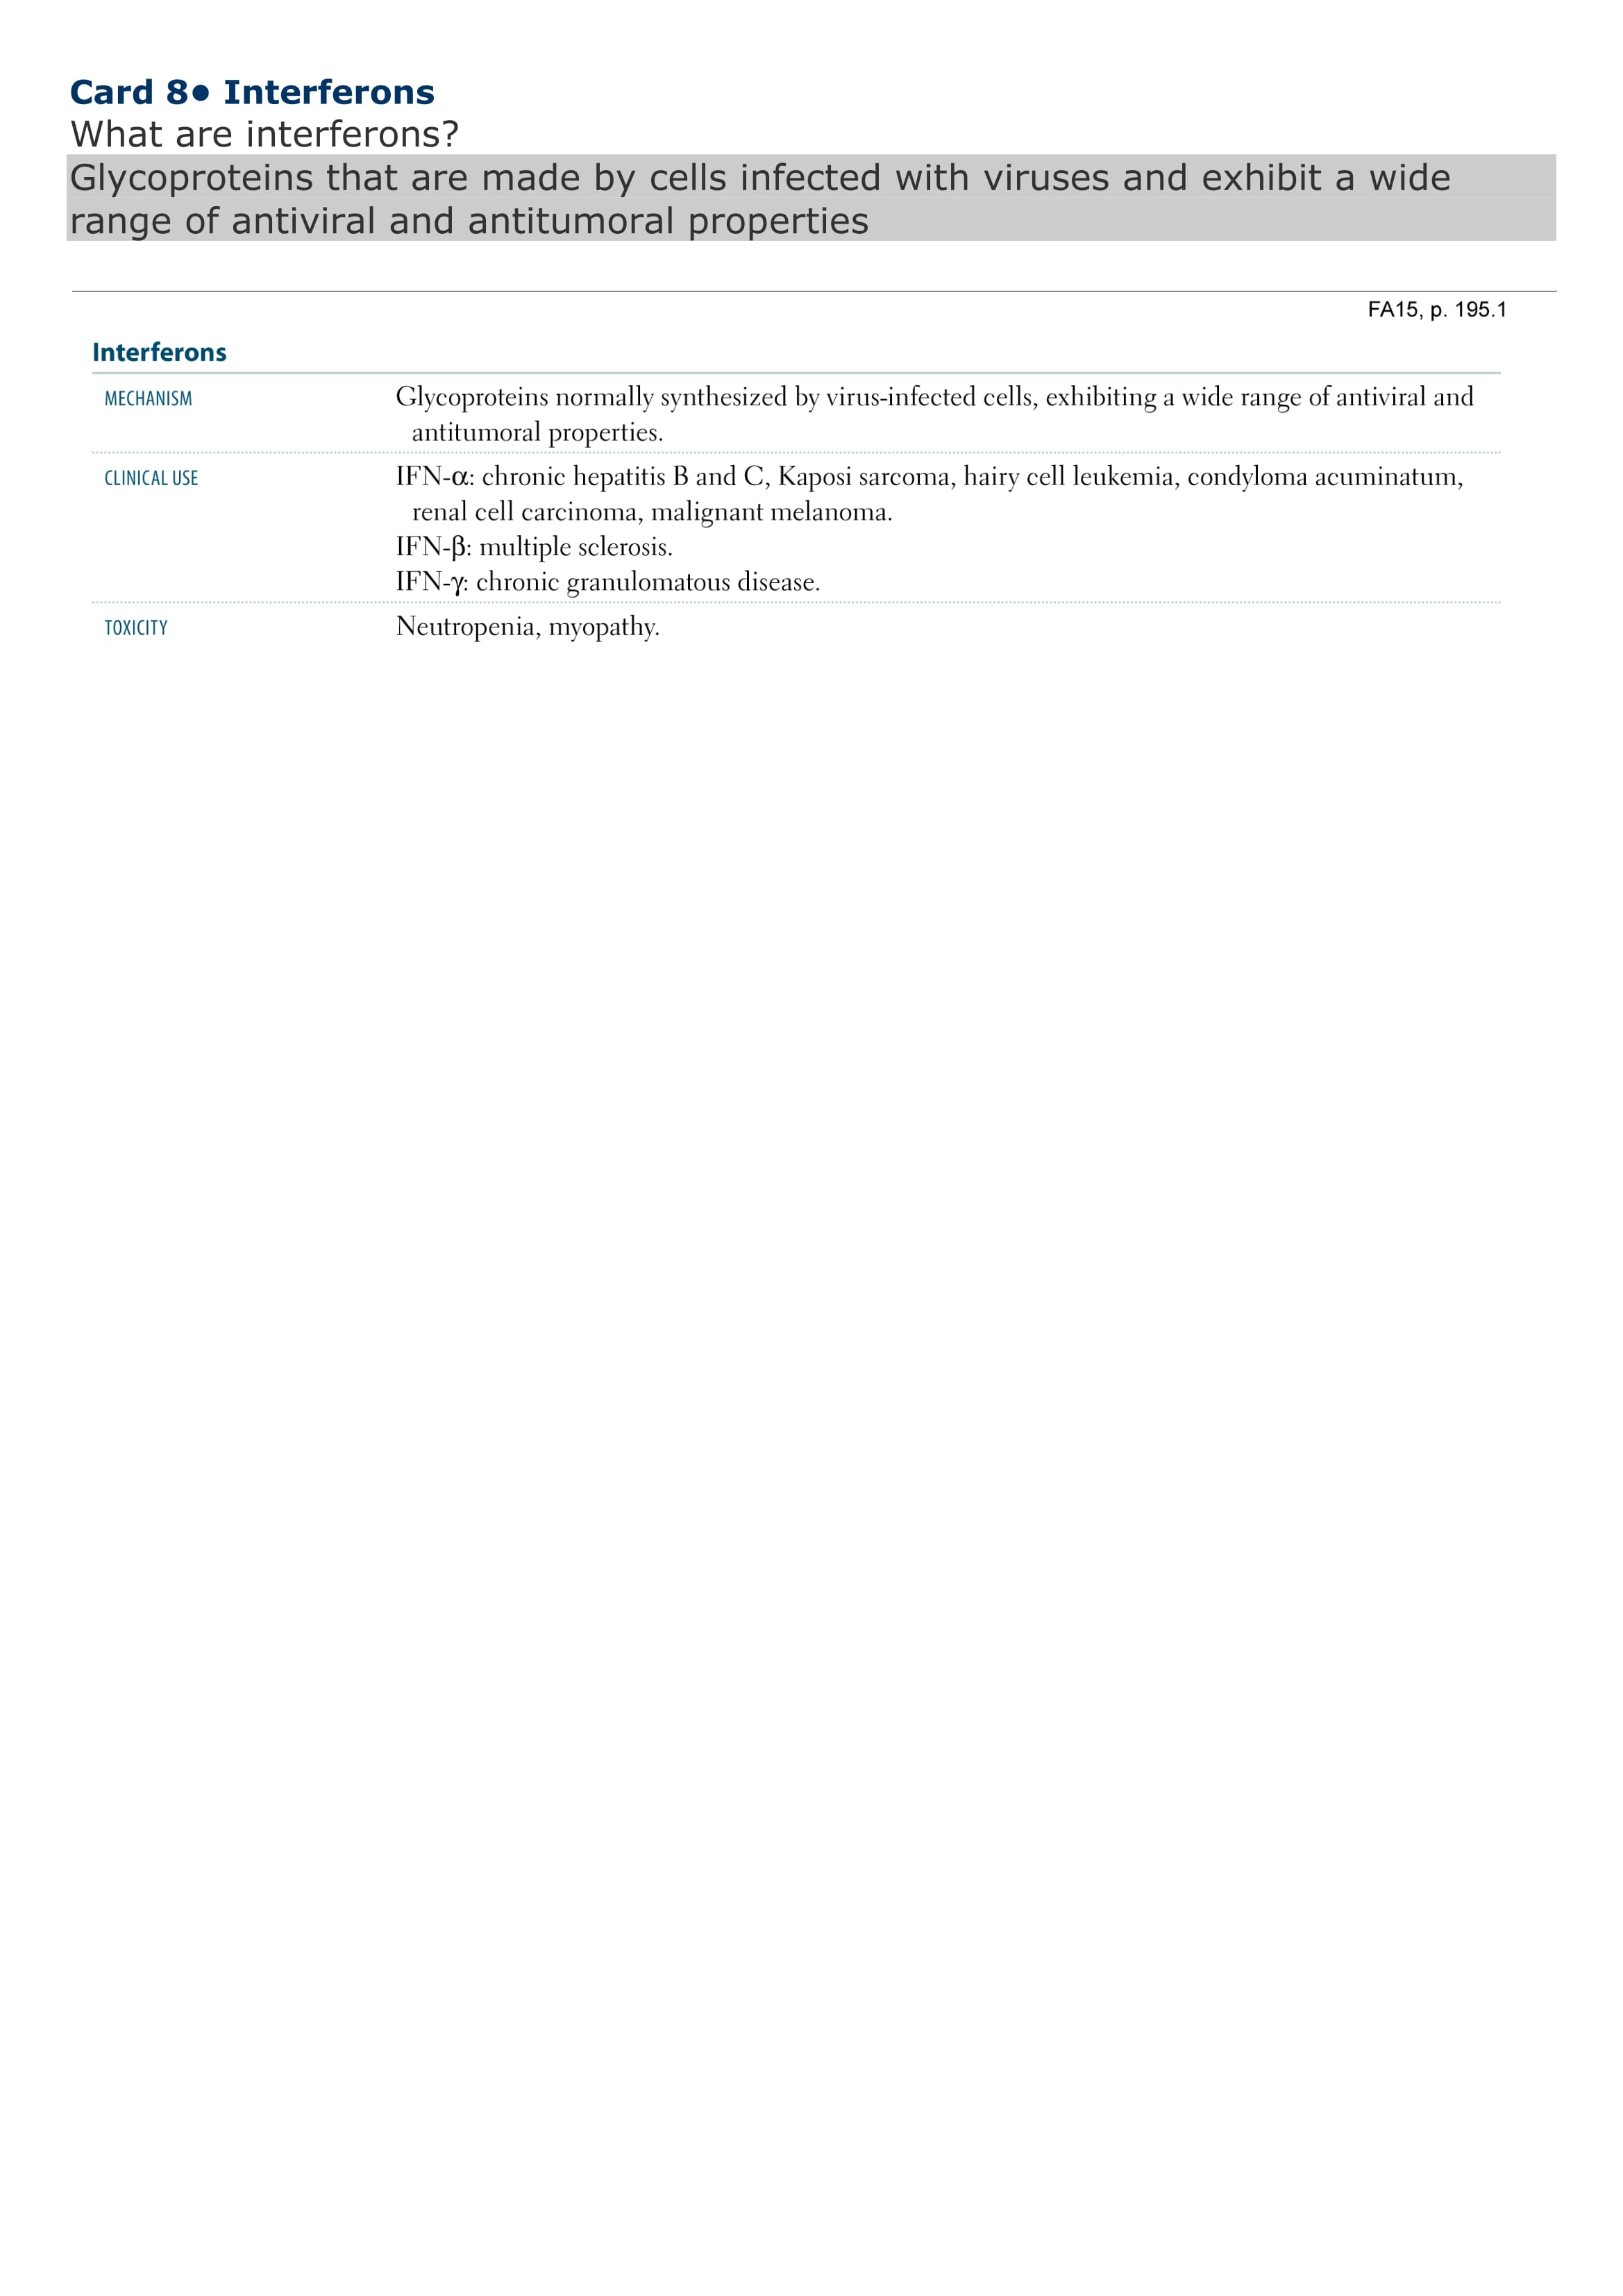 Card 8● Interferons
What are interferons?
Glycoproteins that are made by cells infected with viruses and exhibit a wide
range of antiviral and antitumoral properties
FA15, p. 195.1
Interferons
MECHANISM Glycoproteins normally synthesized by virus-infected cells, exhibiting a wide range of antiviral and
antitumoral properties.
CLINICAL USE IFN-α: chronic hepatitis B and C, Kaposi sarcoma, hairy cell leukemia, condyloma acuminatum,
renal cell carcinoma, malignant melanoma.
IFN-β: multiple sclerosis.
IFN-γ: chronic granulomatous disease.
TOXICITY Neutropenia, myopathy.